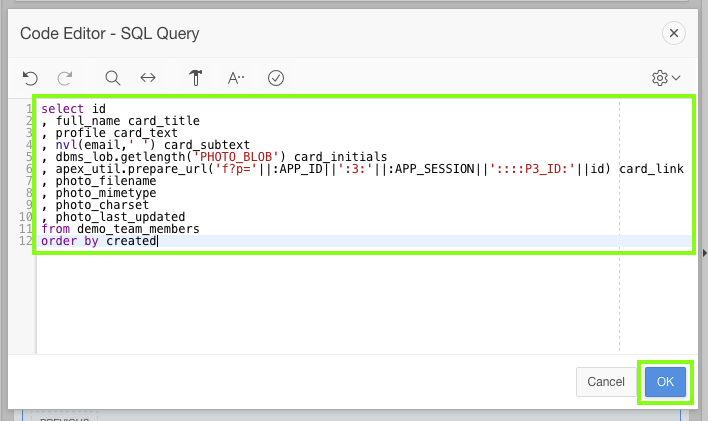 Code Editor - SQL Query
1 select id
2 , full_name card_title
3 , profile card_text
4 , nvl(email,' ') card_subtext
5 , dbms_lob.getlength('PHOTO_BLOB') card_initials
6 , apex_util.prepare_url('f?p='||:APP_ID||':3:'||:APP_SESSION||'::::P3_ID:'||id) card_link
7 , photo_filename
8 , photo_mimetype
9 , photo_charset
10 , photo_last_updated
11 from demo_team_members
12 order by created
Cancel OK
PREVIOUS